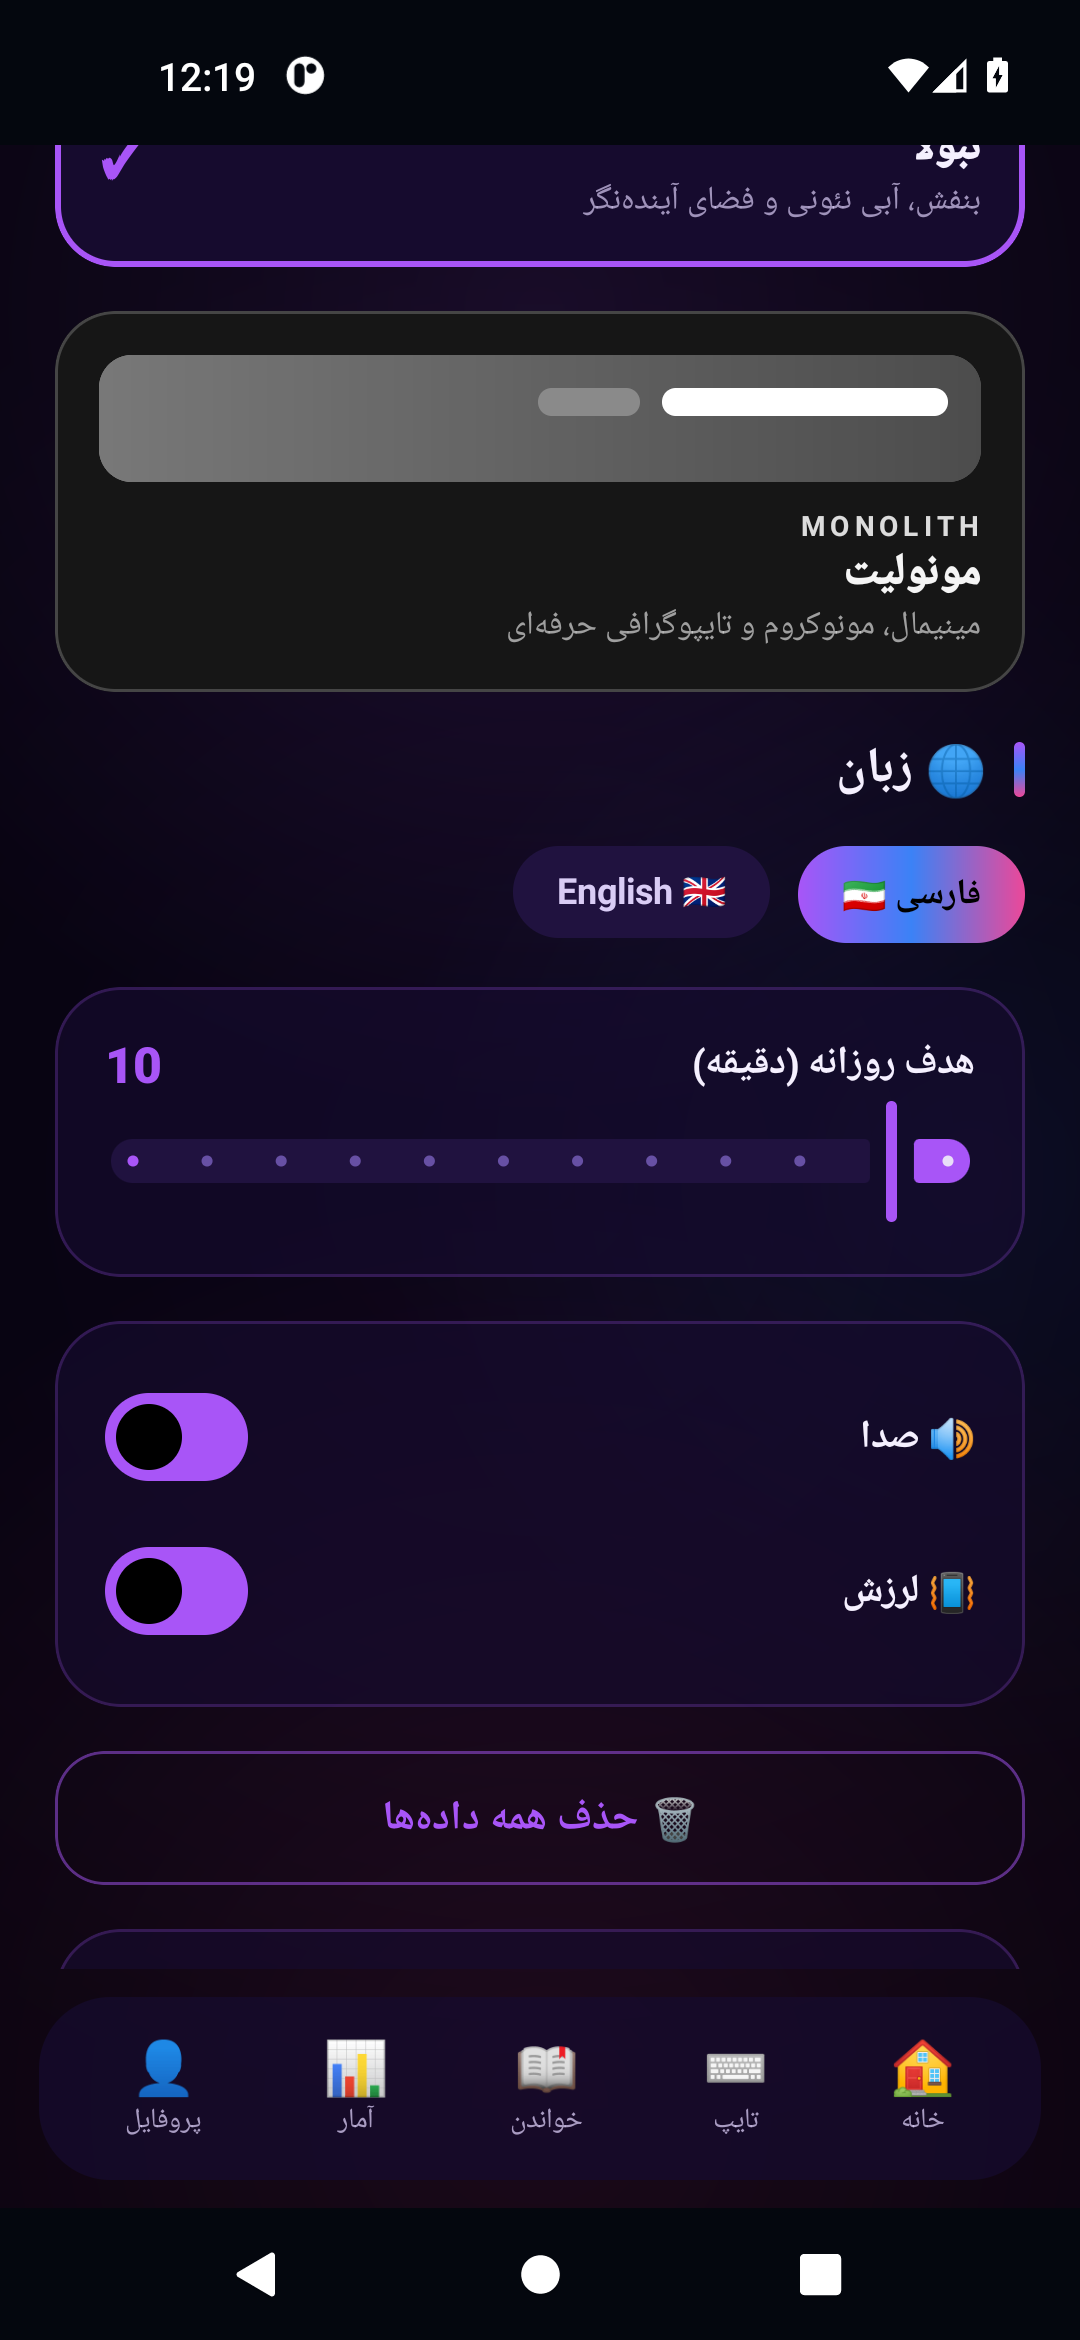 12:19
نبولا
بنفش، آبی نئونی و فضای آینده‌نگر
MONOLITH
مونولیت
مینیمال، مونوکروم و تایپوگرافی حرفه‌ای
زبان
فارسی
English
هدف روزانه (دقیقه)
10
صدا
لرزش
حذف همه داده‌ها
خانه
تایپ
خواندن
آمار
پروفایل